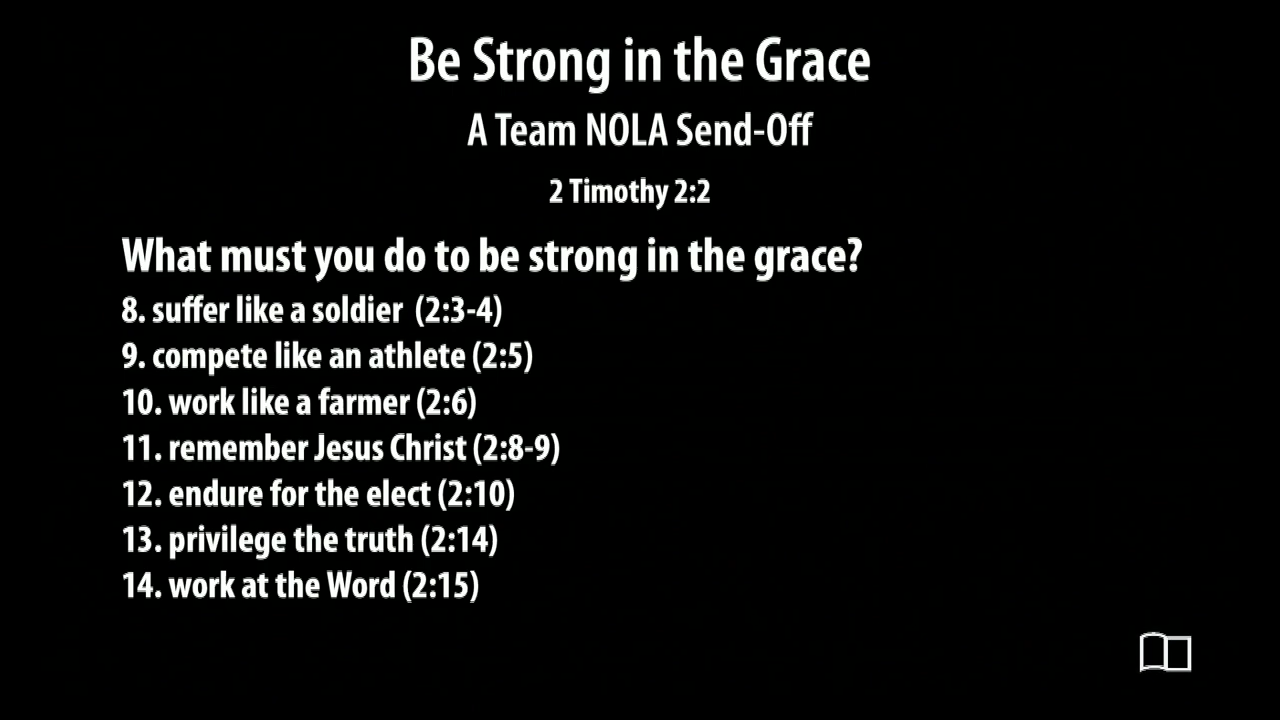 Be Strong in the Grace
A Team NOLA Send-Off
2 Timothy 2:2
What must you do to be strong in the grace?
8. suffer like a soldier  (2:3-4)
9. compete like an athlete (2:5)
10. work like a farmer (2:6)
11. remember Jesus Christ (2:8-9)
12. endure for the elect (2:10)
13. privilege the truth (2:14)
14. work at the Word (2:15)